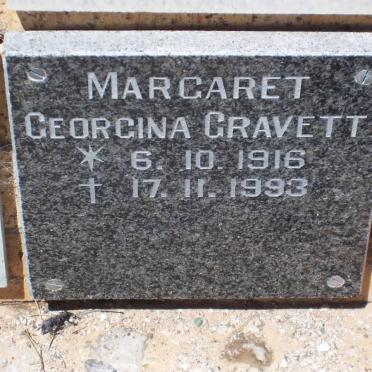 MARGARET
GEORGINA GRAVETT
* 6. 10. 1916
† 17. 11. 1993